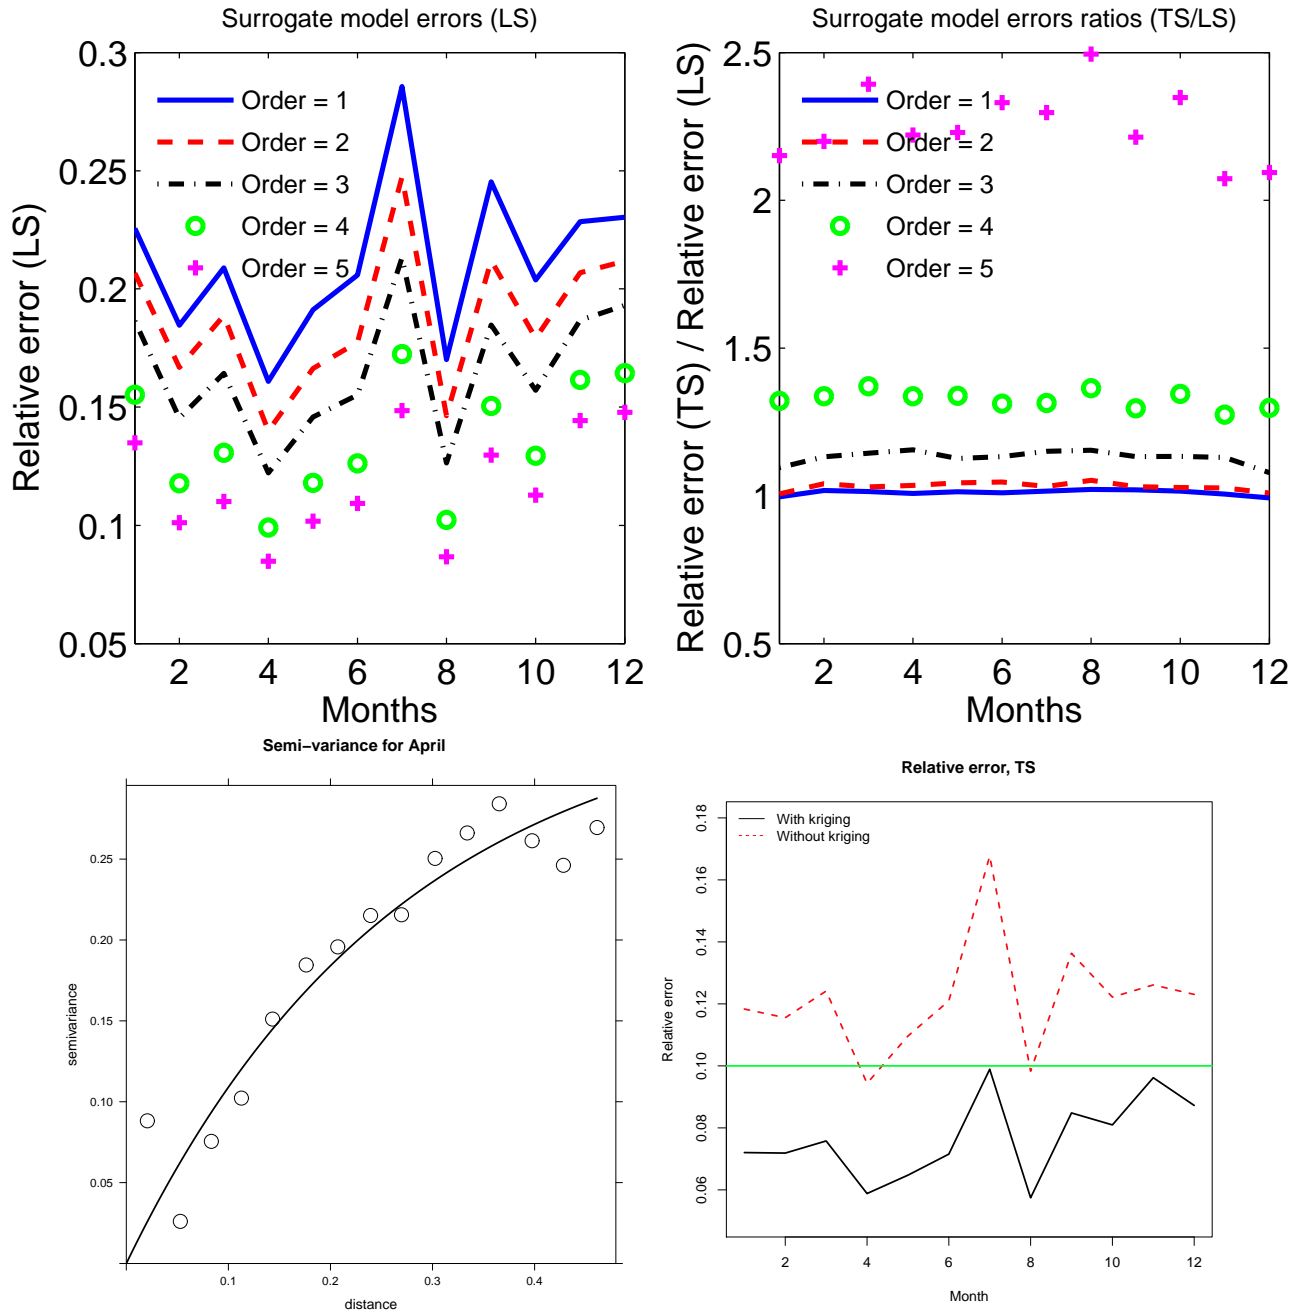 Surrogate model errors (LS)
0.3
0.25
0.2
0.15
0.1
0.05
Relative error (LS)
Order = 1
Order = 2
Order = 3
Order = 4
Order = 5
2 4 6 8 10 12
Months
Surrogate model errors ratios (TS/LS)
2.5
2
1.5
1
0.5
Relative error (TS) / Relative error (LS)
Order = 1
Order = 2
Order = 3
Order = 4
Order = 5
2 4 6 8 10 12
Months
Semi−variance for April
0.25
0.20
0.15
0.10
0.05
semivariance
0.1 0.2 0.3 0.4
distance
Relative error, TS
With kriging
Without kriging
0.18
0.16
0.14
0.12
0.10
0.08
0.06
Relative error
2 4 6 8 10 12
Month